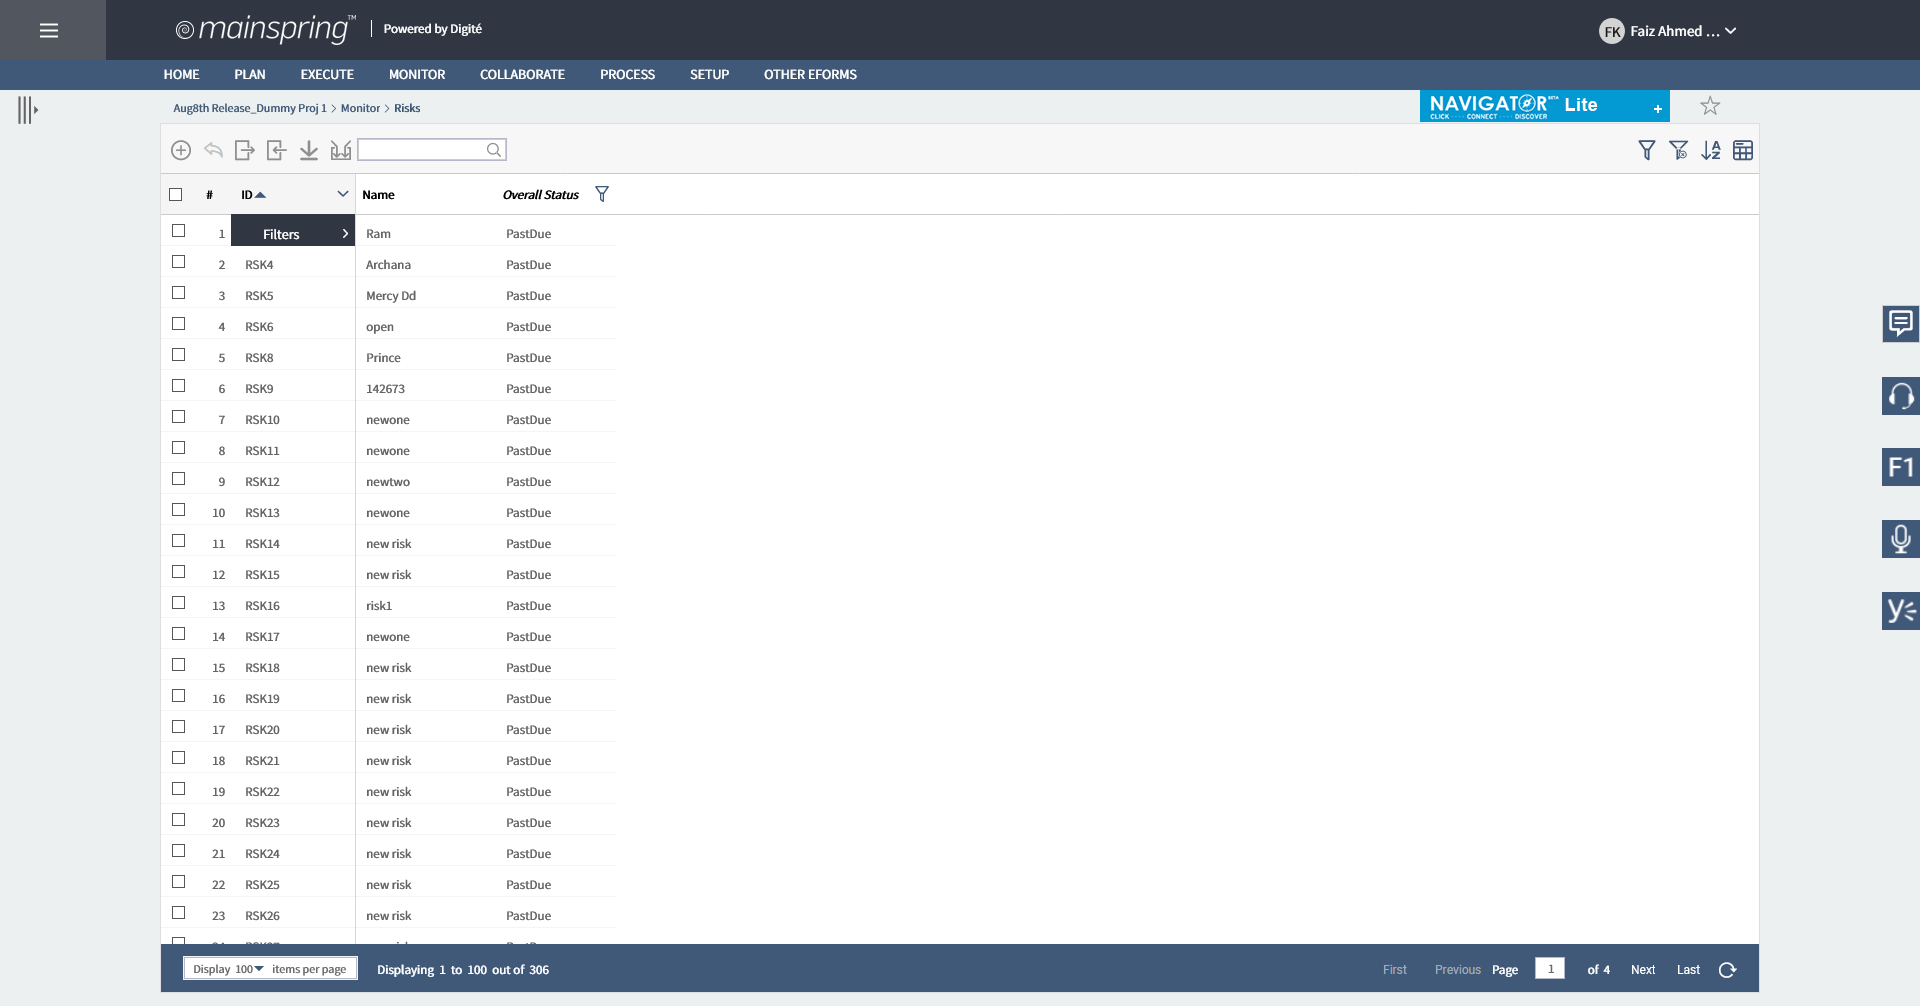 mainspring™ Powered by Digité
FK Faiz Ahmed ...
HOME PLAN EXECUTE MONITOR COLLABORATE PROCESS SETUP OTHER EFORMS
Aug8th Release_Dummy Proj 1 > Monitor > Risks
NAVIGATOR BETA Lite +
CLICK ---- CONNECT ---- DISCOVER
# ID Name Overall Status
1 Filters Ram PastDue
2 RSK4 Archana PastDue
3 RSK5 Mercy Dd PastDue
4 RSK6 open PastDue
5 RSK8 Prince PastDue
6 RSK9 142673 PastDue
7 RSK10 newone PastDue
8 RSK11 newone PastDue
9 RSK12 newtwo PastDue
10 RSK13 newone PastDue
11 RSK14 new risk PastDue
12 RSK15 new risk PastDue
13 RSK16 risk1 PastDue
14 RSK17 newone PastDue
15 RSK18 new risk PastDue
16 RSK19 new risk PastDue
17 RSK20 new risk PastDue
18 RSK21 new risk PastDue
19 RSK22 new risk PastDue
20 RSK23 new risk PastDue
21 RSK24 new risk PastDue
22 RSK25 new risk PastDue
23 RSK26 new risk PastDue
F1
Display 100 items per page Displaying 1 to 100 out of 306 First Previous Page 1 of 4 Next Last